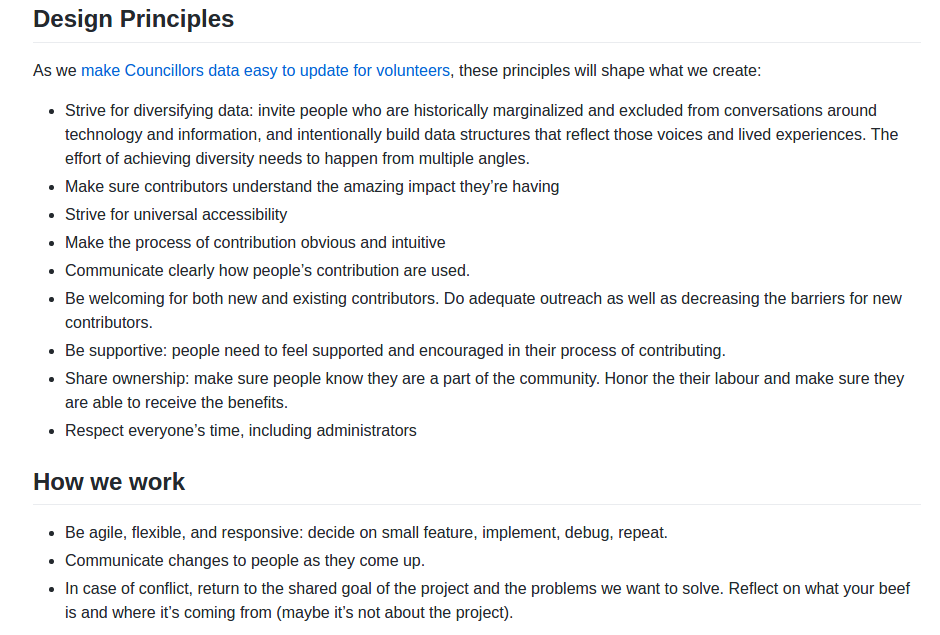 Design Principles
As we make Councillors data easy to update for volunteers, these principles will shape what we create:
Strive for diversifying data: invite people who are historically marginalized and excluded from conversations around
technology and information, and intentionally build data structures that reflect those voices and lived experiences. The
effort of achieving diversity needs to happen from multiple angles.
Make sure contributors understand the amazing impact they’re having
Strive for universal accessibility
Make the process of contribution obvious and intuitive
Communicate clearly how people’s contribution are used.
Be welcoming for both new and existing contributors. Do adequate outreach as well as decreasing the barriers for new
contributors.
Be supportive: people need to feel supported and encouraged in their process of contributing.
Share ownership: make sure people know they are a part of the community. Honor the their labour and make sure they
are able to receive the benefits.
Respect everyone’s time, including administrators
How we work
Be agile, flexible, and responsive: decide on small feature, implement, debug, repeat.
Communicate changes to people as they come up.
In case of conflict, return to the shared goal of the project and the problems we want to solve. Reflect on what your beef
is and where it’s coming from (maybe it’s not about the project).